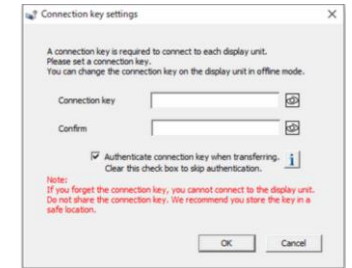 Connection key settings
A connection key is required to connect to each display unit.
Please set a connection key.
You can change the connection key on the display unit in offline mode.
Connection key
Confirm
Authenticate connection key when transferring.
Clear this check box to skip authentication.
Note:
If you forget the connection key, you cannot connect to the display unit.
Do not share the connection key. We recommend you store the key in a
safe location.
OK Cancel